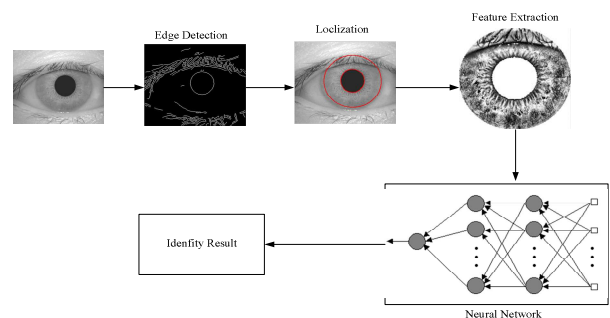 Edge Detection
Loclization
Feature Extraction
Idenfity Result
Neural Network